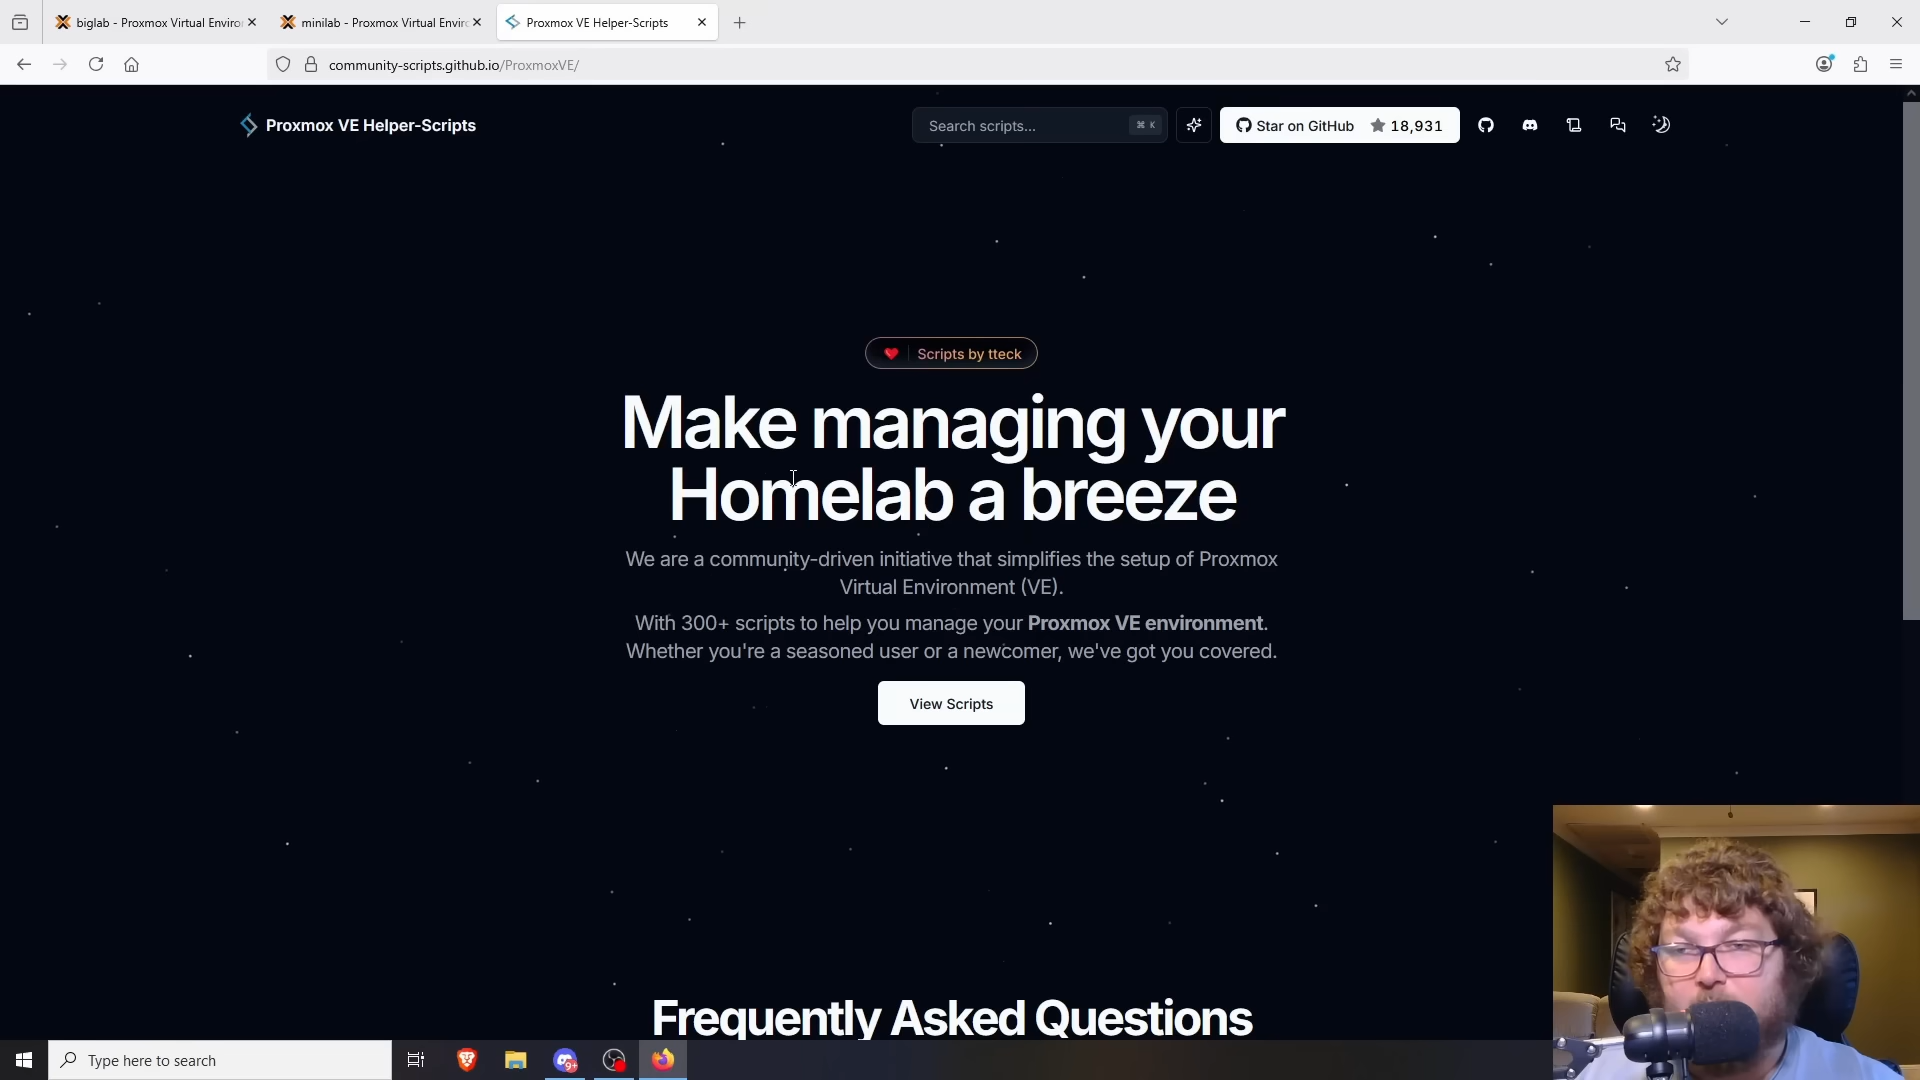 biglab - Proxmox Virtual Enviro
minilab - Proxmox Virtual Envir
Proxmox VE Helper-Scripts
community-scripts.github.io/ProxmoxVE/
Proxmox VE Helper-Scripts
Search scripts...
⌘ K
Star on GitHub
18,931
Scripts by tteck
Make managing your
Homelab a breeze
We are a community-driven initiative that simplifies the setup of Proxmox
Virtual Environment (VE).
With 300+ scripts to help you manage your Proxmox VE environment.
Whether you're a seasoned user or a newcomer, we've got you covered.
View Scripts
Frequently Asked Questions
Type here to search
9+